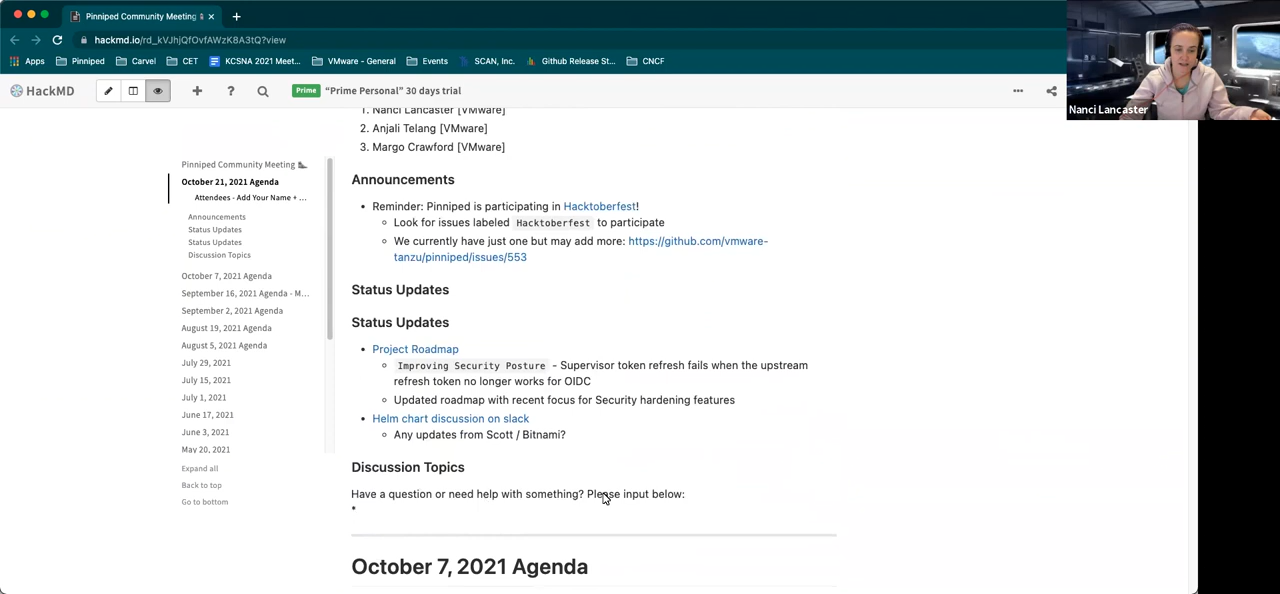 Pinniped Community Meeting
hackmd.io/rd_kVJhjQfOvfAWzK8A3tQ?view
Apps Pinniped Carvel CET KCSNA 2021 Meet... VMware - General Events SCAN, Inc. Github Release St... CNCF
HackMD
Prime "Prime Personal" 30 days trial
Nanci Lancaster
Pinniped Community Meeting
October 21, 2021 Agenda
Attendees - Add Your Name + ...
Announcements
Status Updates
Status Updates
Discussion Topics
October 7, 2021 Agenda
September 16, 2021 Agenda - M...
September 2, 2021 Agenda
August 19, 2021 Agenda
August 5, 2021 Agenda
July 29, 2021
July 15, 2021
July 1, 2021
June 17, 2021
June 3, 2021
May 20, 2021
Expand all
Back to top
Go to bottom
1. Nanci Lancaster [VMware]
2. Anjali Telang [VMware]
3. Margo Crawford [VMware]
Announcements
Reminder: Pinniped is participating in Hacktoberfest!
Look for issues labeled Hacktoberfest to participate
We currently have just one but may add more: https://github.com/vmware-
tanzu/pinniped/issues/553
Status Updates
Status Updates
Project Roadmap
Improving Security Posture - Supervisor token refresh fails when the upstream
refresh token no longer works for OIDC
Updated roadmap with recent focus for Security hardening features
Helm chart discussion on slack
Any updates from Scott / Bitnami?
Discussion Topics
Have a question or need help with something? Please input below:
*
October 7, 2021 Agenda